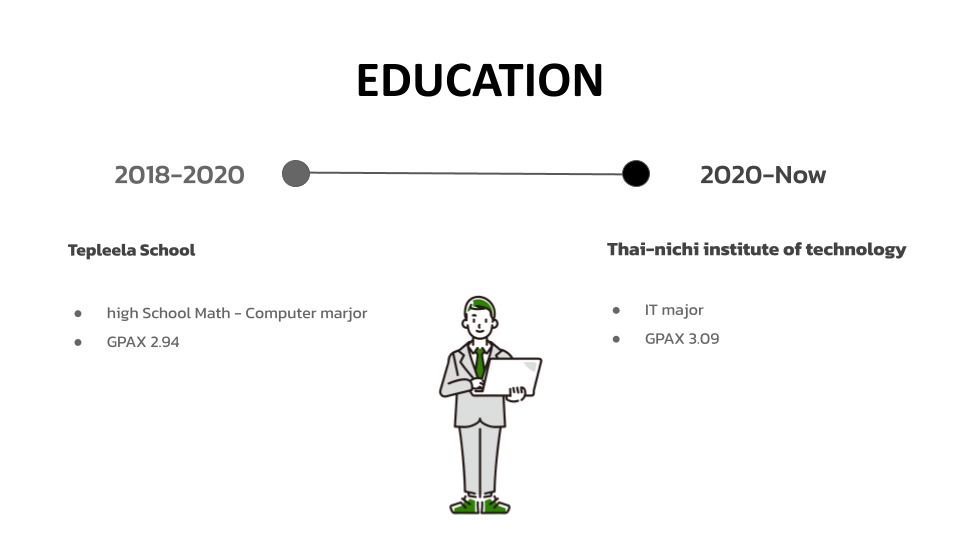 EDUCATION
2018-2020
2020-Now
Tepleela School
Thai-nichi institute of technology
● high School Math - Computer marjor
● GPAX 2.94
● IT major
● GPAX 3.09